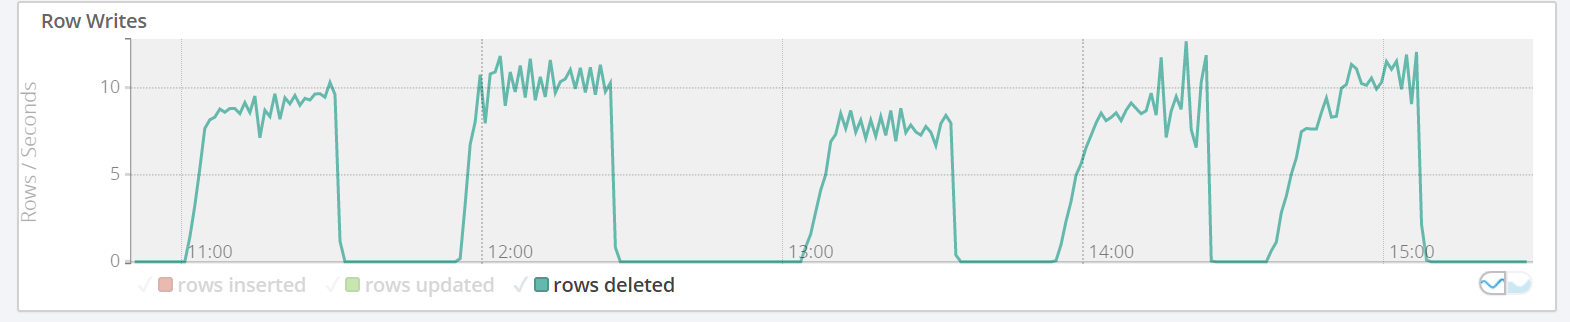 Row Writes
Rows / Seconds
10
5
0
11:00 12:00 13:00 14:00 15:00
rows inserted rows updated rows deleted